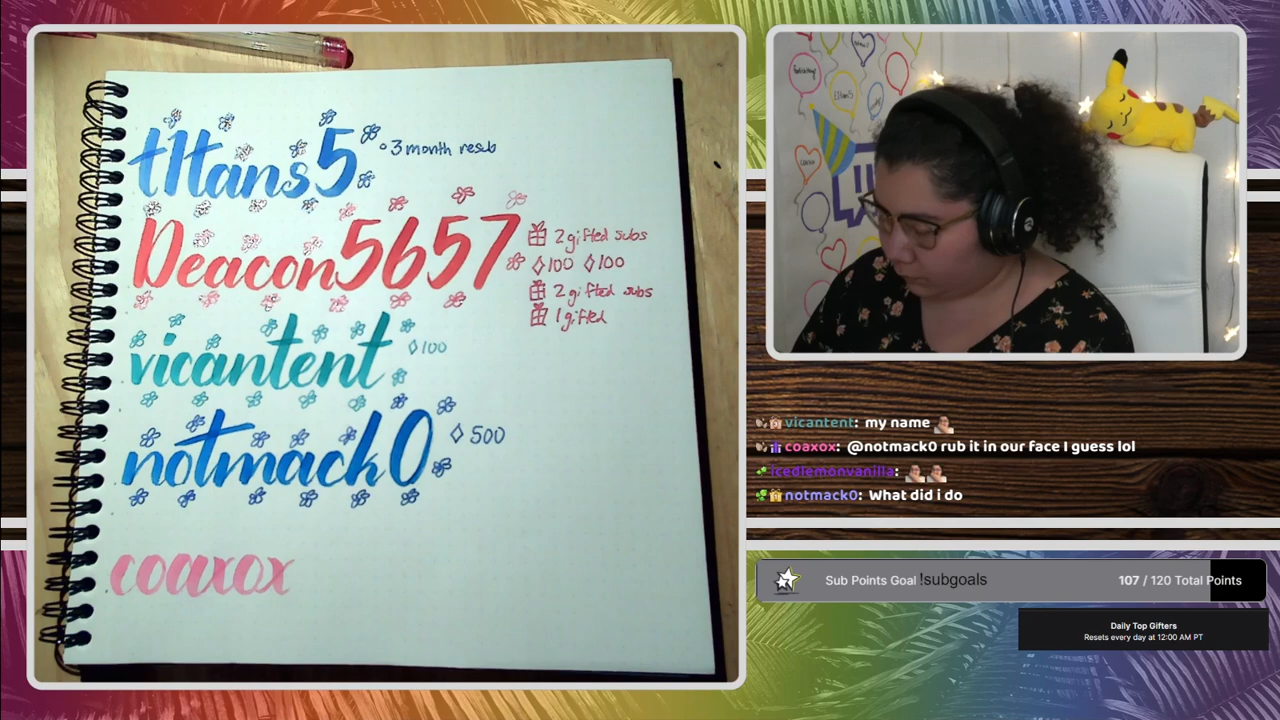 tItans5
3 month resub
Deacon5657
2 gifted subs
100 100
2 gifted subs
1 gifted
vicantent
100
notmack0
500
coaxox
tItans5
vicantent: my name
coaxox: @notmack0 rub it in our face I guess lol
icedlemonvanilla:
notmack0: What did i do
Sub Points Goal !subgoals
107 / 120 Total Points
Daily Top Gifters
Resets every day at 12:00 AM PT